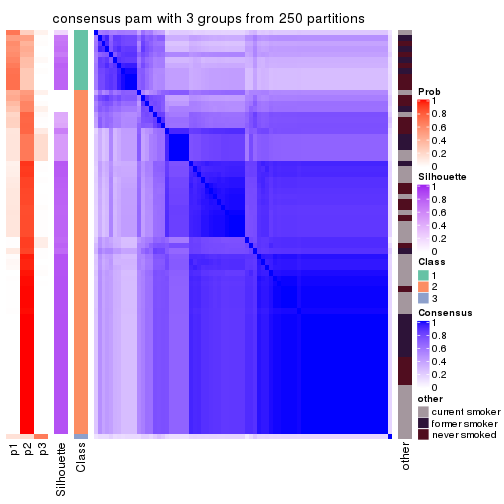 consensus pam with 3 groups from 250 partitions
Prob
1
0.8
0.6
0.4
0.2
0
Silhouette
1
0.8
0.6
0.4
0.2
0
Class
1
2
3
Consensus
1
0.8
0.6
0.4
0.2
0
other
current smoker
former smoker
never smoked
p1
p2
p3
Silhouette
Class
other